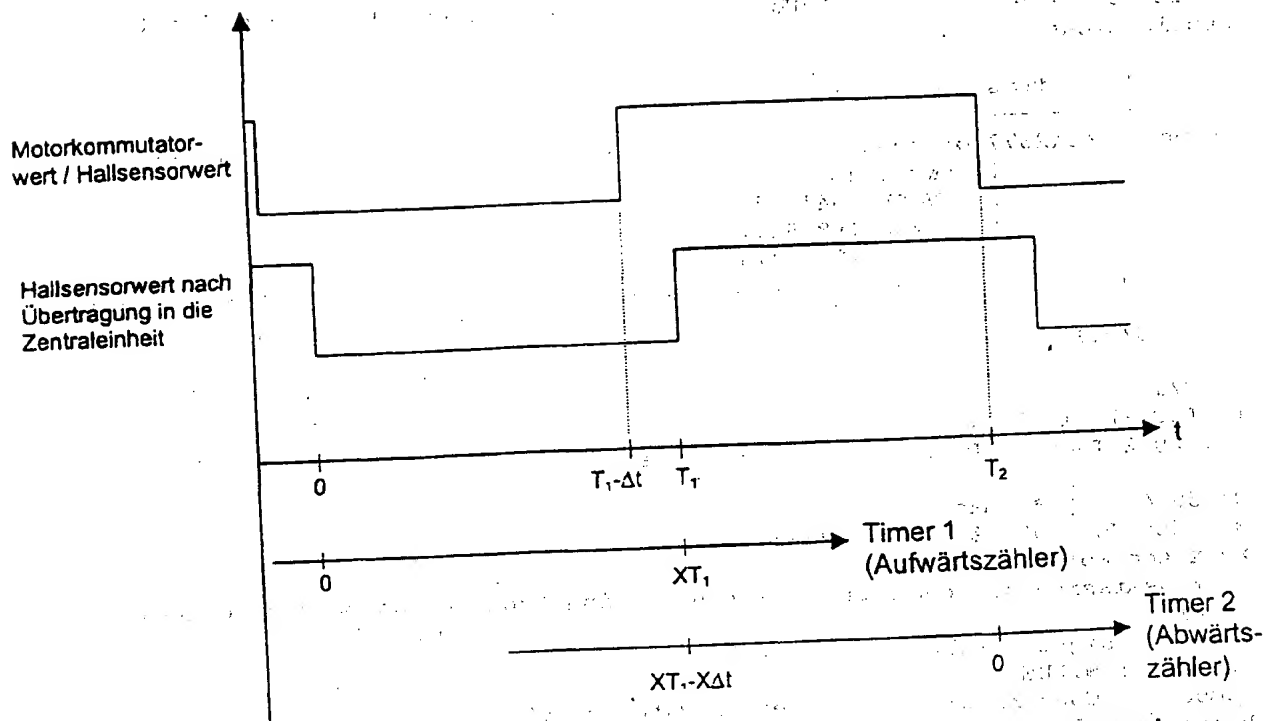 Motorkommutator-
wert / Hallsensorwert
Hallsensorwert nach
Übertragung in die
Zentraleinheit
t
0
T₁-Δt
T₁
T₂
Timer 1
(Aufwärtszähler)
0
XT₁
Timer 2
(Abwärts-
zähler)
XT₁-XΔt
0